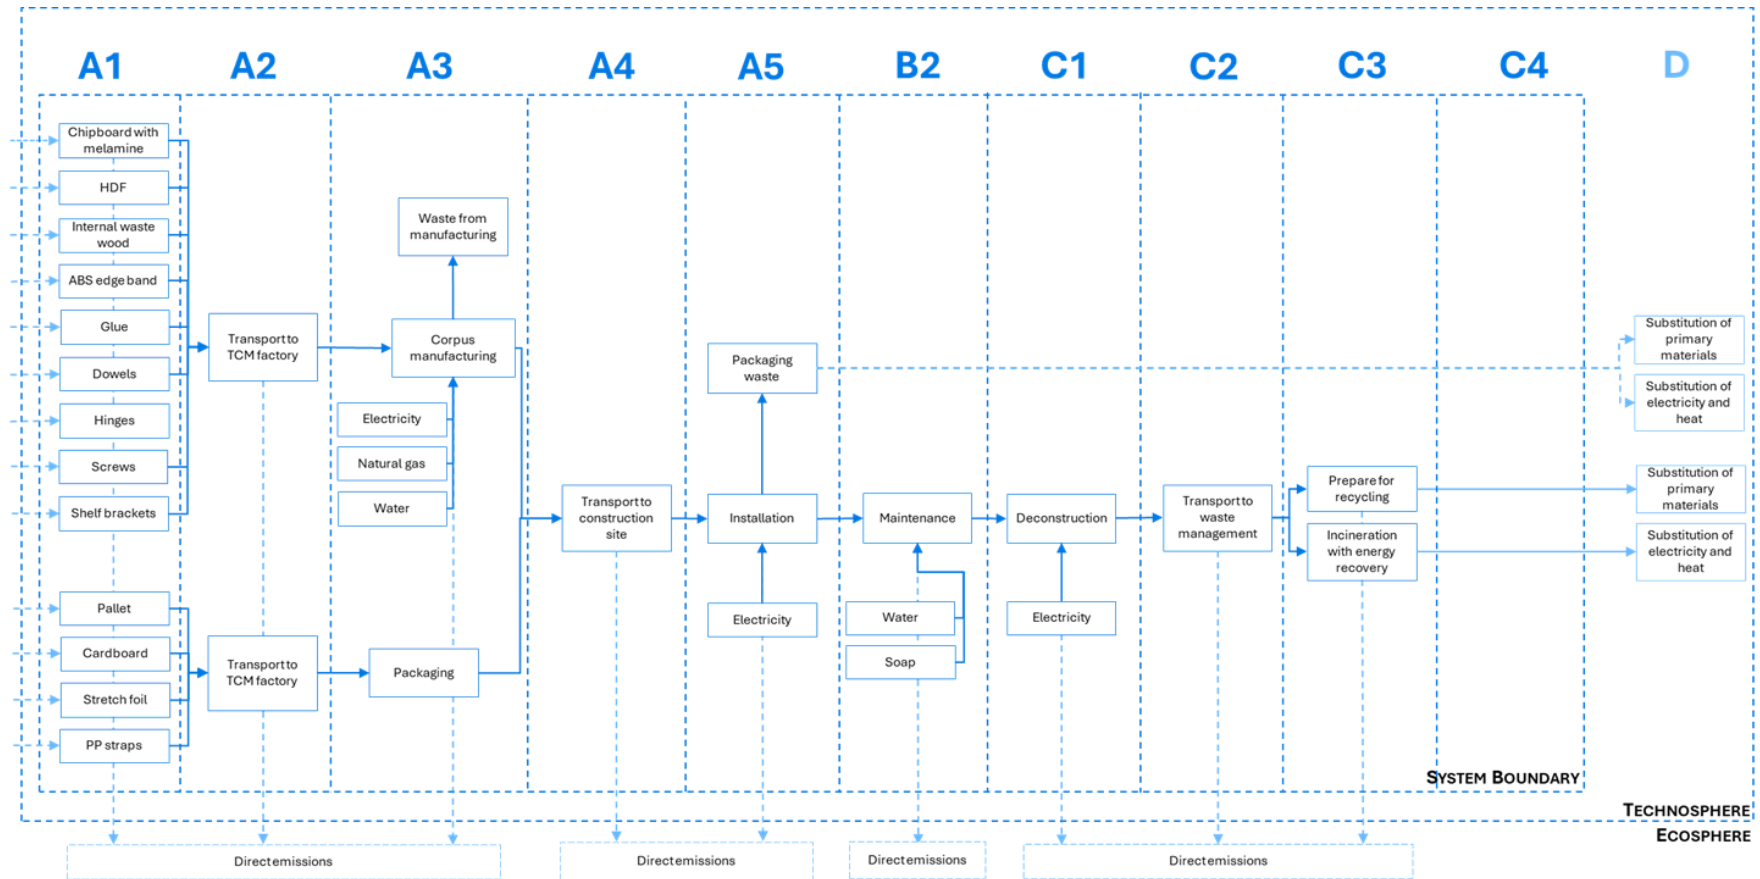 A1 A2 A3 A4 A5 B2 C1 C2 C3 C4 D
Chipboard with
melamine
HDF
Internal waste
wood
ABS edge band
Glue
Dowels
Hinges
Screws
Shelf brackets
Pallet
Cardboard
Stretch foil
PP straps
Transport to
TCM factory
Transport to
TCM factory
Waste from
manufacturing
Corpus
manufacturing
Electricity
Natural gas
Water
Packaging
Transport to
construction
site
Packaging
waste
Installation
Electricity
Maintenance
Water
Soap
Deconstruction
Electricity
Transport to
waste
management
Prepare for
recycling
Incineration
with energy
recovery
Substitution of
primary
materials
Substitution of
electricity and
heat
Substitution of
primary
materials
Substitution of
electricity and
heat
SYSTEM BOUNDARY
TECHNOSPHERE
ECOSPHERE
Direct emissions
Direct emissions
Direct emissions
Direct emissions